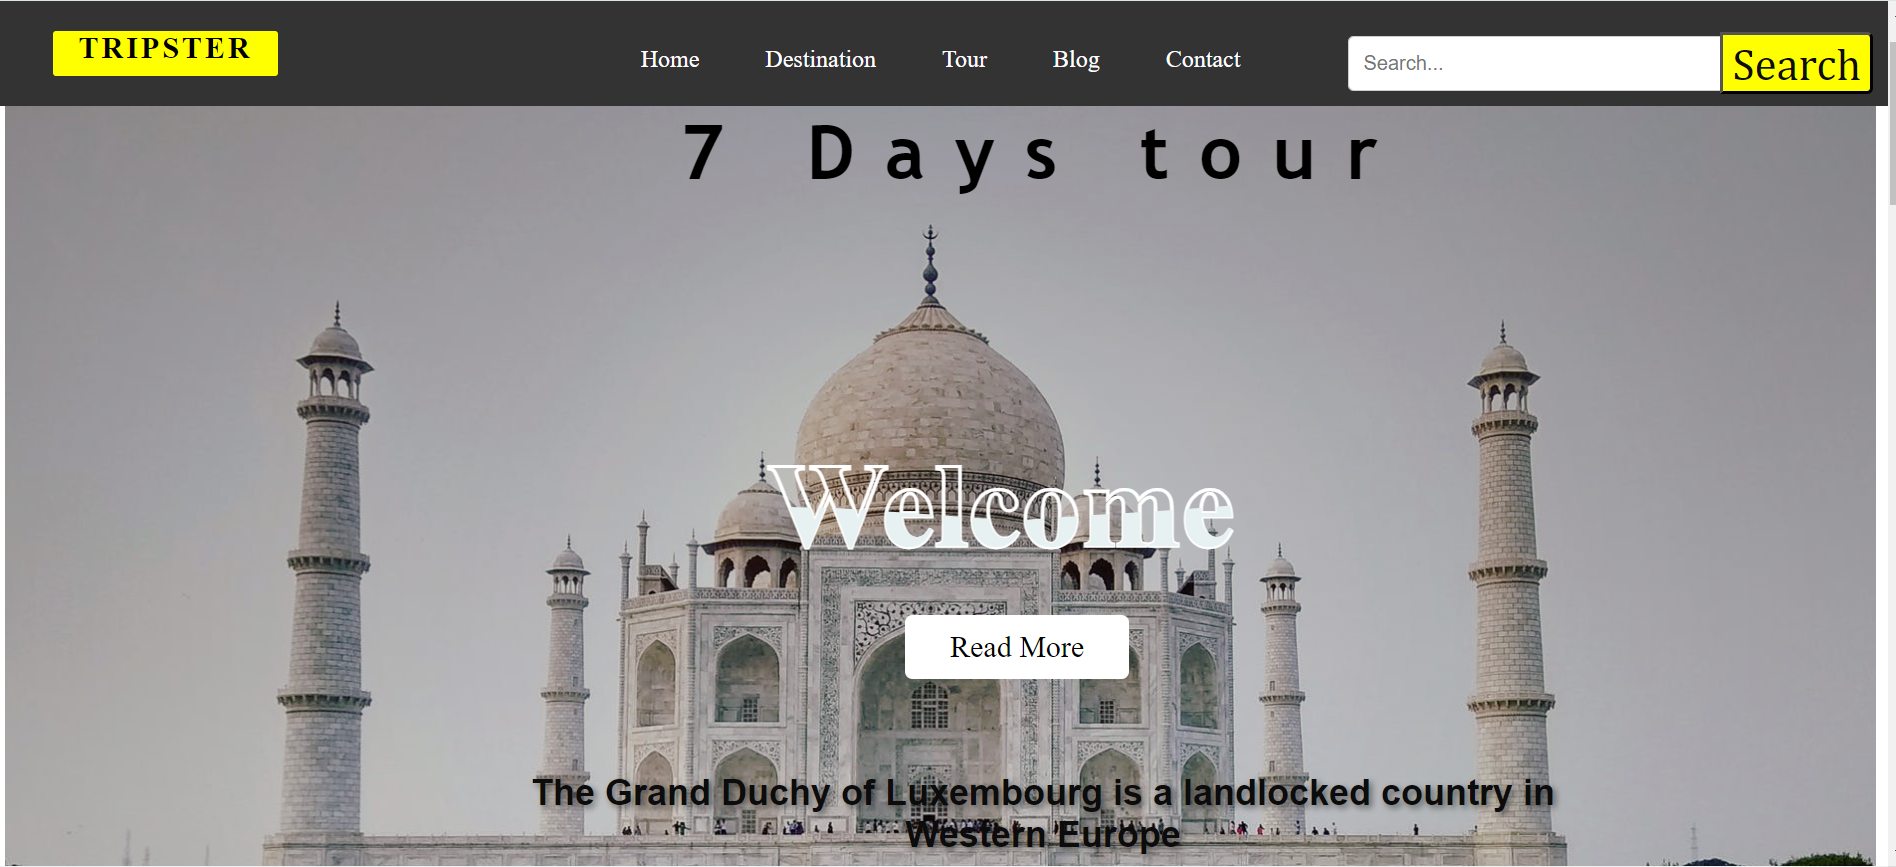 TRIPSTER
Home Destination Tour Blog Contact
Search... Search
7 Days tour
Welcome
Read More
The Grand Duchy of Luxembourg is a landlocked country in
Western Europe